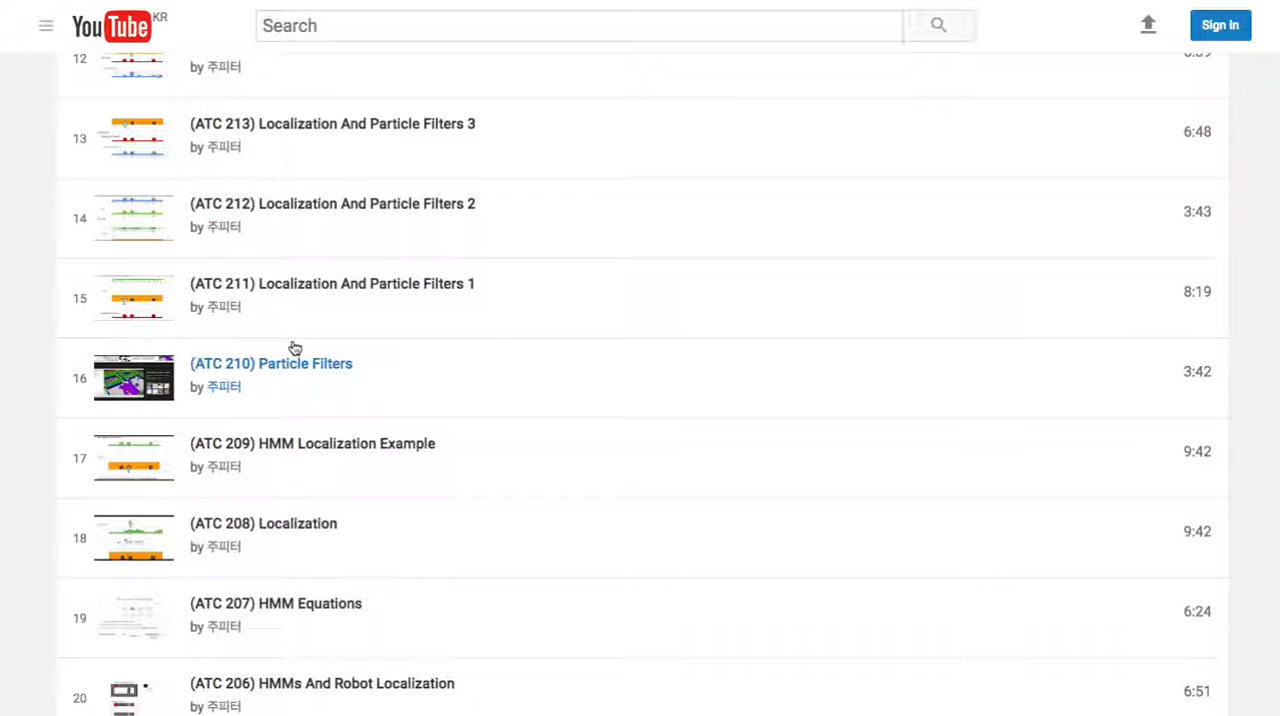 YouTube KR
Search
Sign in
12
by 주피터
13
(ATC 213) Localization And Particle Filters 3
by 주피터
6:48
14
(ATC 212) Localization And Particle Filters 2
by 주피터
3:43
15
(ATC 211) Localization And Particle Filters 1
by 주피터
8:19
16
(ATC 210) Particle Filters
by 주피터
3:42
17
(ATC 209) HMM Localization Example
by 주피터
9:42
18
(ATC 208) Localization
by 주피터
9:42
19
(ATC 207) HMM Equations
by 주피터
6:24
20
(ATC 206) HMMs And Robot Localization
by 주피터
6:51